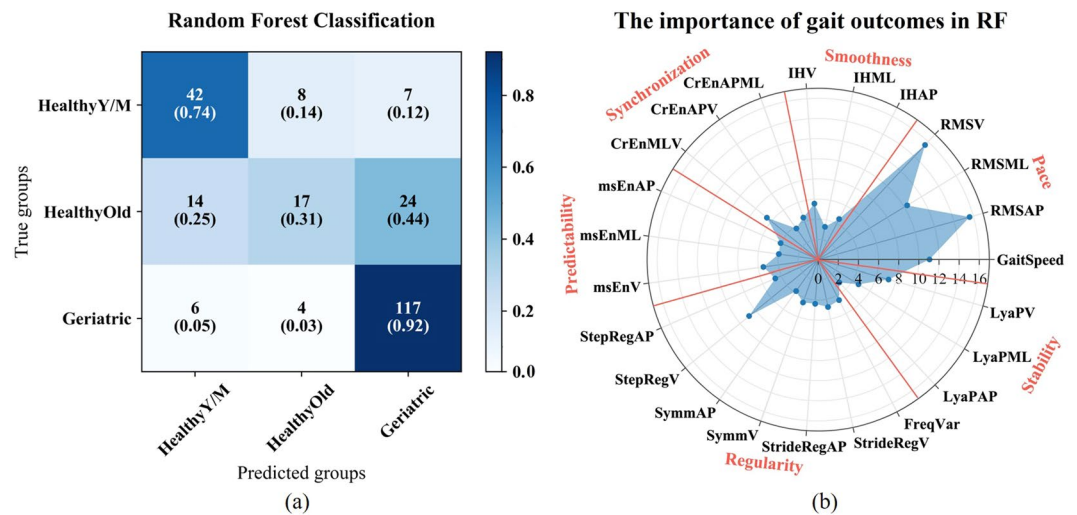 Random Forest Classification
HealthyY/M
HealthyOld
Geriatric
True groups
42
(0.74)
8
(0.14)
7
(0.12)
14
(0.25)
17
(0.31)
24
(0.44)
6
(0.05)
4
(0.03)
117
(0.92)
HealthyY/M
HealthyOld
Geriatric
Predicted groups
0.8
0.6
0.4
0.2
0.0
(a)
The importance of gait outcomes in RF
Synchronization
Smoothness
Pace
Stability
Regularity
Predictability
CrEnAPML
IHV
IHML
IHAP
RMSV
RMSML
RMSAP
GaitSpeed
LyaPV
LyaPML
LyaPAP
FreqVar
StrideRegV
StrideRegAP
SymmV
SymmAP
StepRegV
StepRegAP
msEnV
msEnML
msEnAP
CrEnMLV
CrEnAPV
0 2 4 6 8 10 12 14 16
(b)